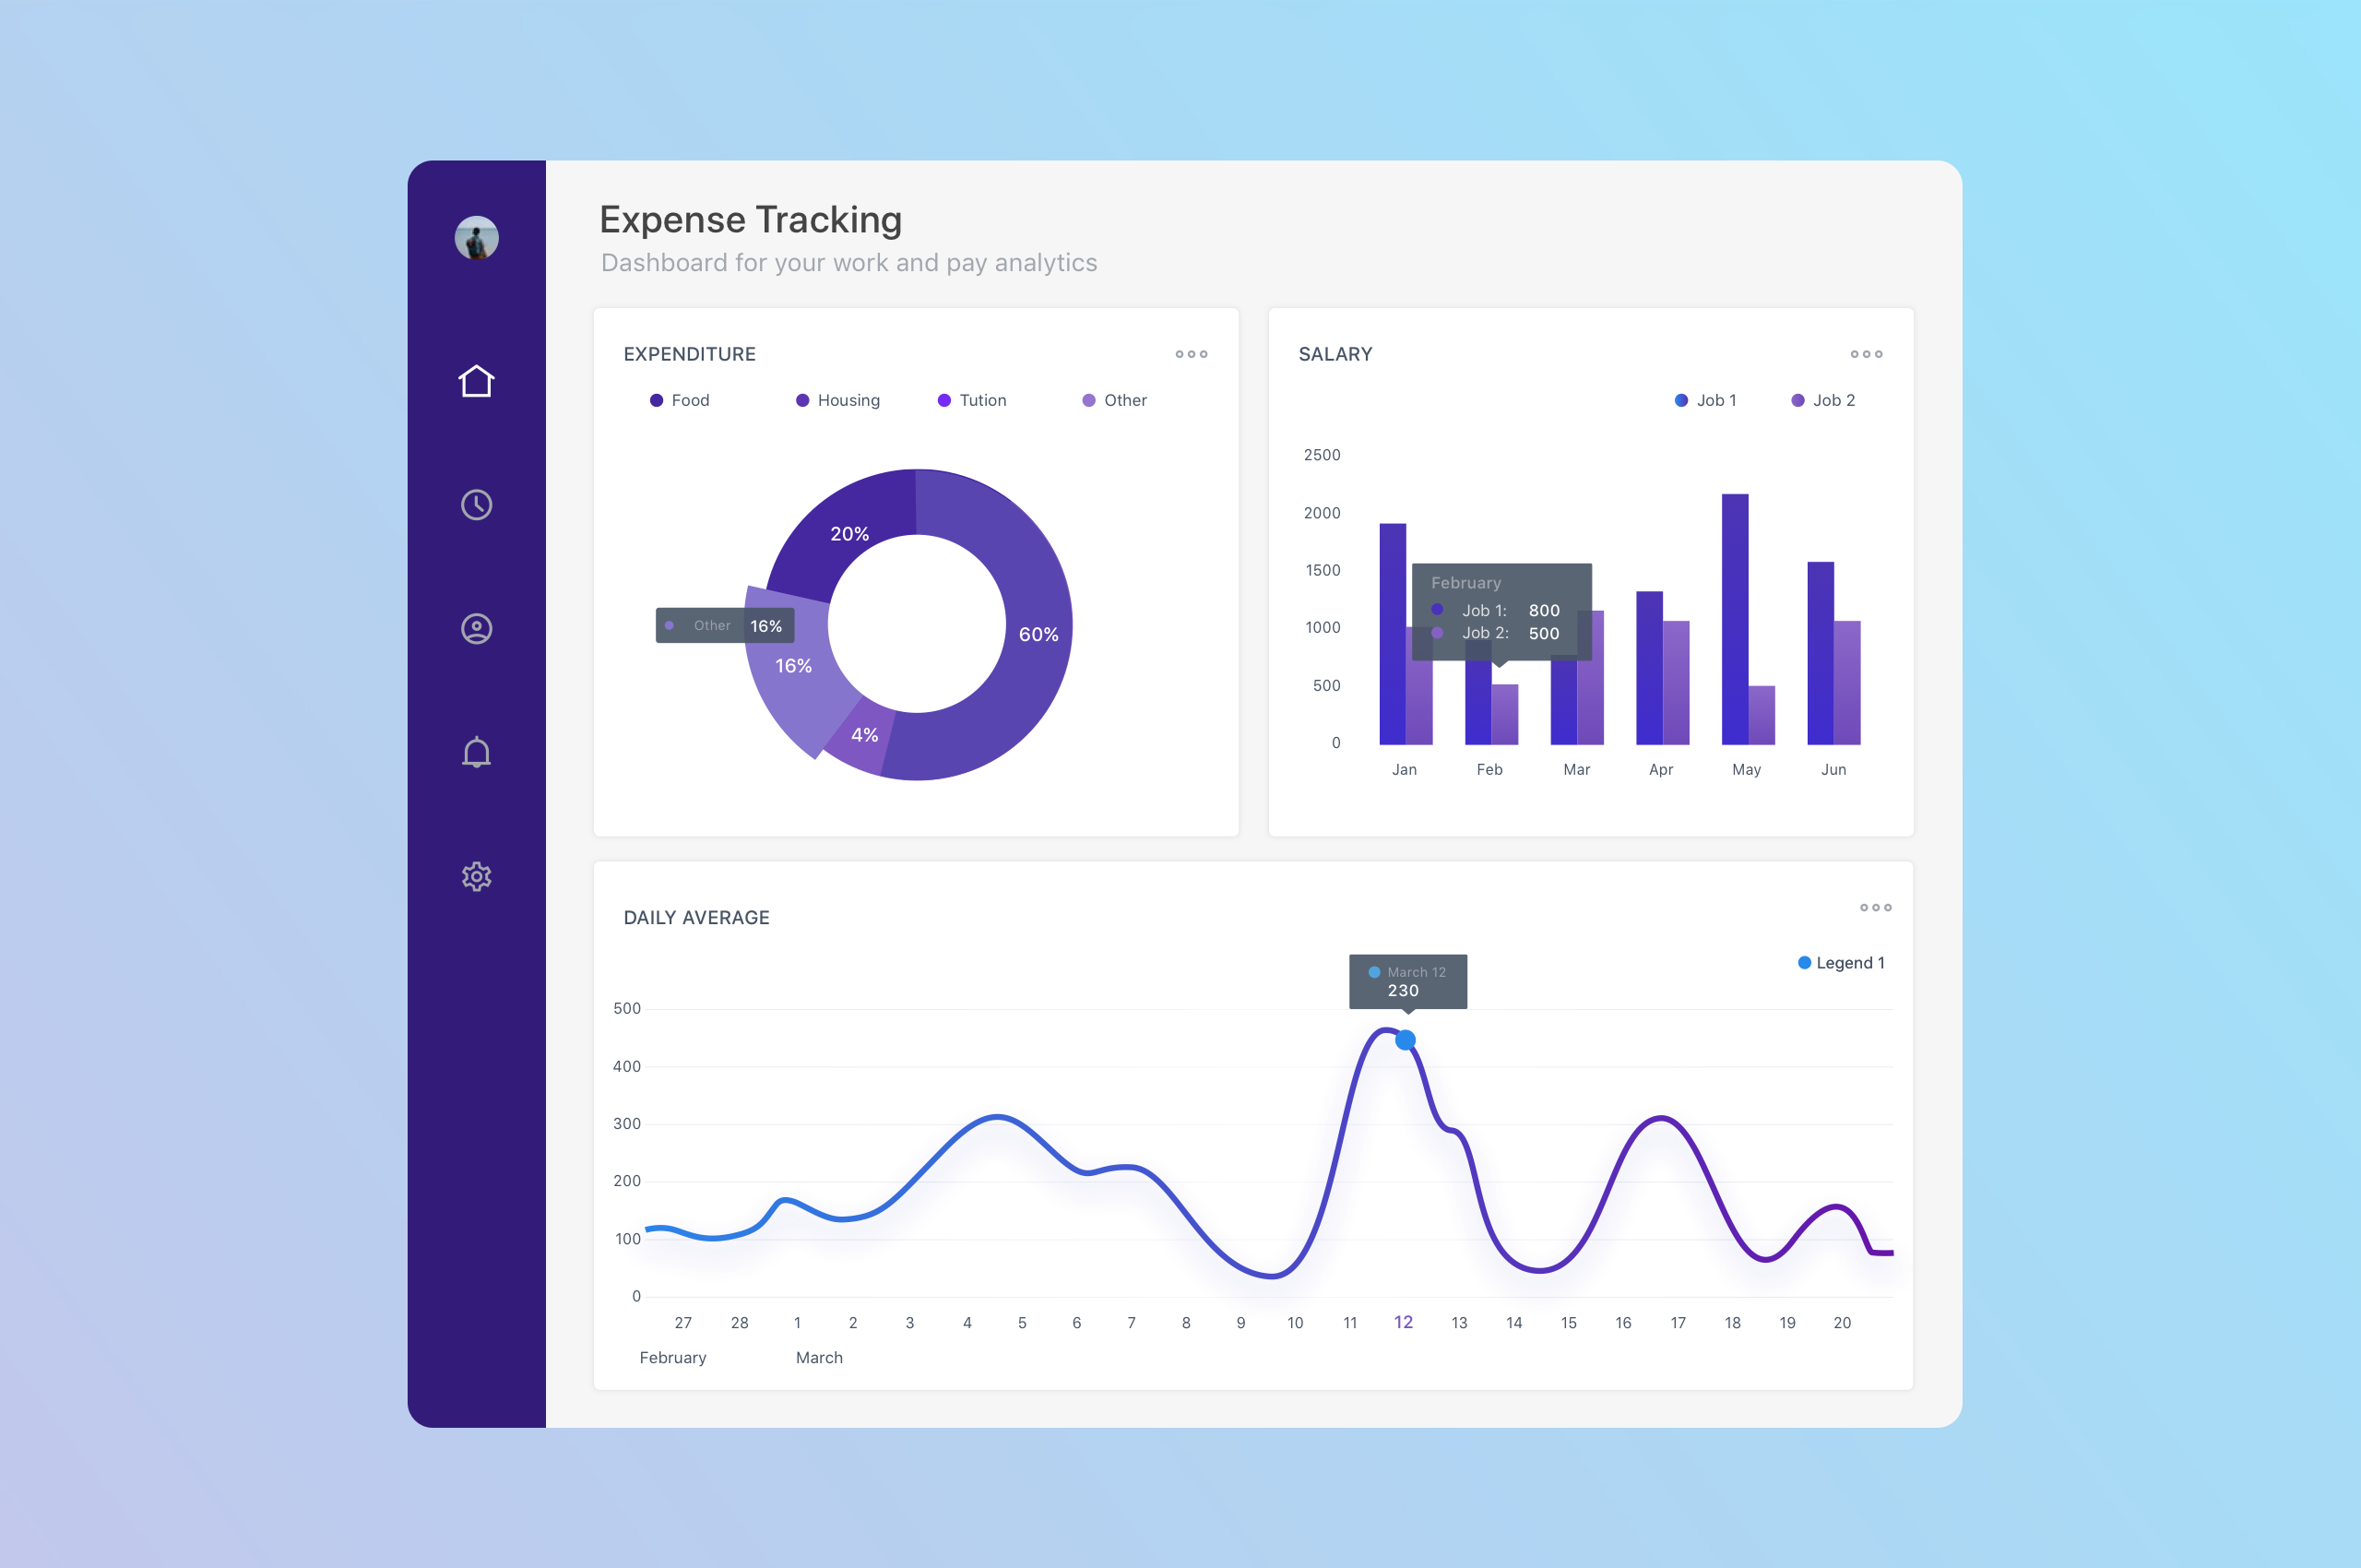 Expense Tracking
Dashboard for your work and pay analytics
EXPENDITURE
Food Housing Tution Other
20%
60%
Other 16%
16%
4%
SALARY
Job 1 Job 2
2500
2000
1500
1000
500
0
February
Job 1: 800
Job 2: 500
Jan Feb Mar Apr May Jun
DAILY AVERAGE
Legend 1
March 12
230
500
400
300
200
100
0
27 28 1 2 3 4 5 6 7 8 9 10 11 12 13 14 15 16 17 18 19 20
February March